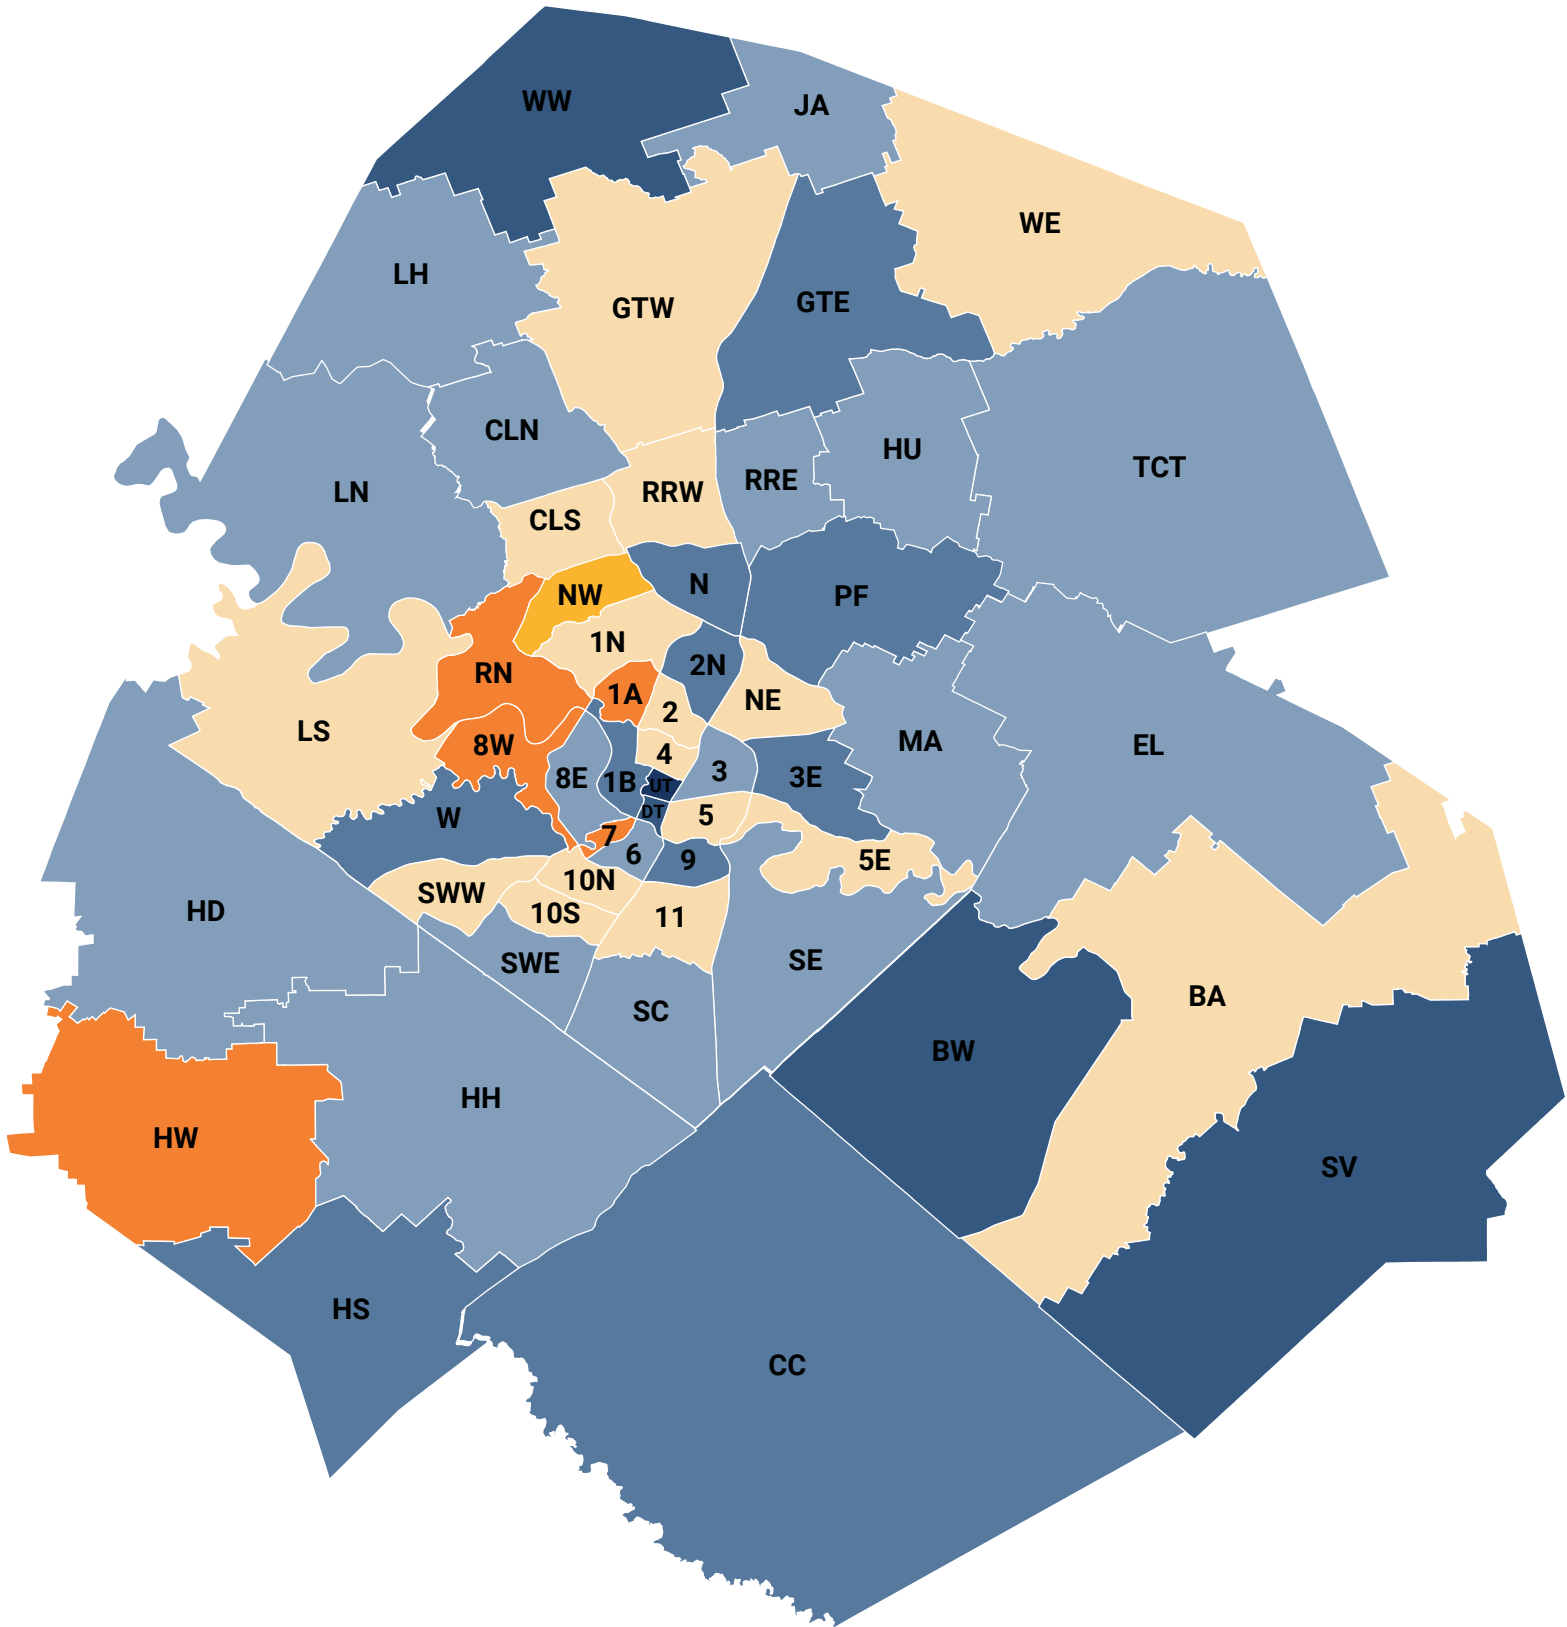 WW
JA
WE
LH
GTW
GTE
CLN
HU
TCT
LN
RRW
RRE
CLS
N
NW
PF
1N
2N
RN
1A
NE
2
LS
8W
4
MA
EL
8E
1B
UT
3
3E
DT
W
5
7
6
9
5E
10N
SWW
10S
11
HD
SWE
SE
BA
SC
BW
HH
HW
SV
HS
CC